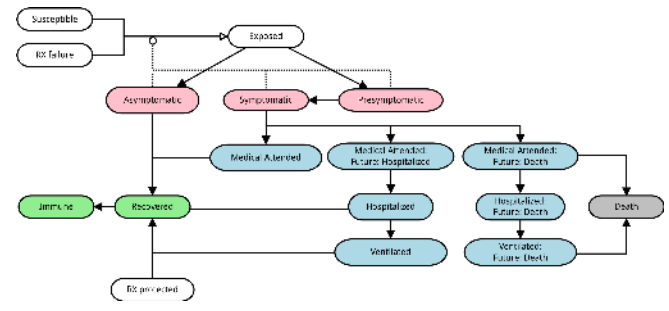 Susceptible
Exposed
RX failure
Asymptomatic
Symptomatic
Presymptomatic
Medical Attended
Medical Attended:
Future: Hospitalized
Medical Attended:
Future: Death
Immune
Recovered
Hospitalized
Hospitalized:
Future: Death
Death
Ventilated
Ventilated:
Future: Death
RX protected